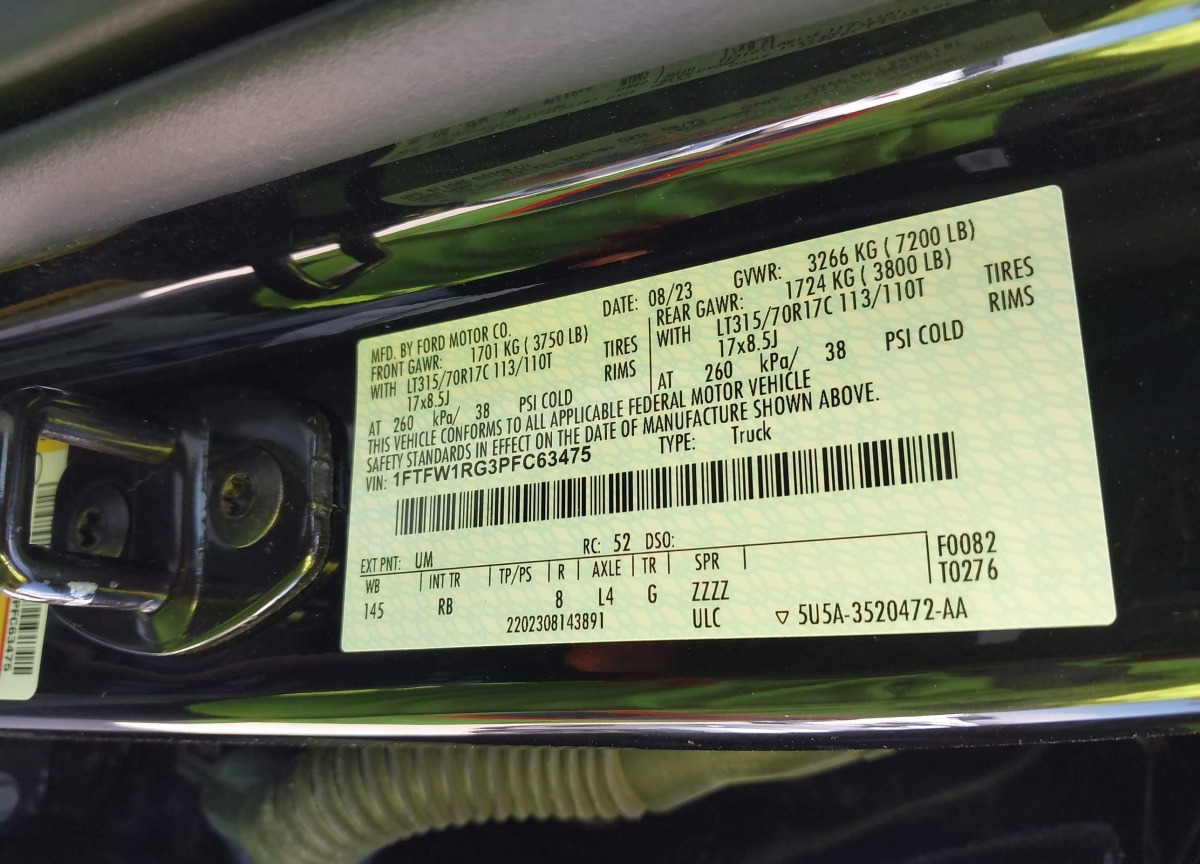 MFD. BY FORD MOTOR CO.
DATE: 08/23 GVWR: 3266 KG ( 7200 LB)
FRONT GAWR: 1701 KG ( 3750 LB)
WITH LT315/70R17C 113/110T TIRES
17x8.5J RIMS
AT 260 kPa/ 38 PSI COLD
REAR GAWR: 1724 KG ( 3800 LB)
WITH LT315/70R17C 113/110T TIRES
17x8.5J RIMS
AT 260 kPa/ 38 PSI COLD
THIS VEHICLE CONFORMS TO ALL APPLICABLE FEDERAL MOTOR VEHICLE
SAFETY STANDARDS IN EFFECT ON THE DATE OF MANUFACTURE SHOWN ABOVE.
VIN: 1FTFW1RG3PFC63475 TYPE: Truck
EXT PNT: UM RC: 52 DSO:
WB INT TR TP/PS R AXLE TR SPR F0082
145 RB 8 L4 G ZZZZ T0276
2202308143891 ULC ▽ 5U5A-3520472-AA
PFC63475